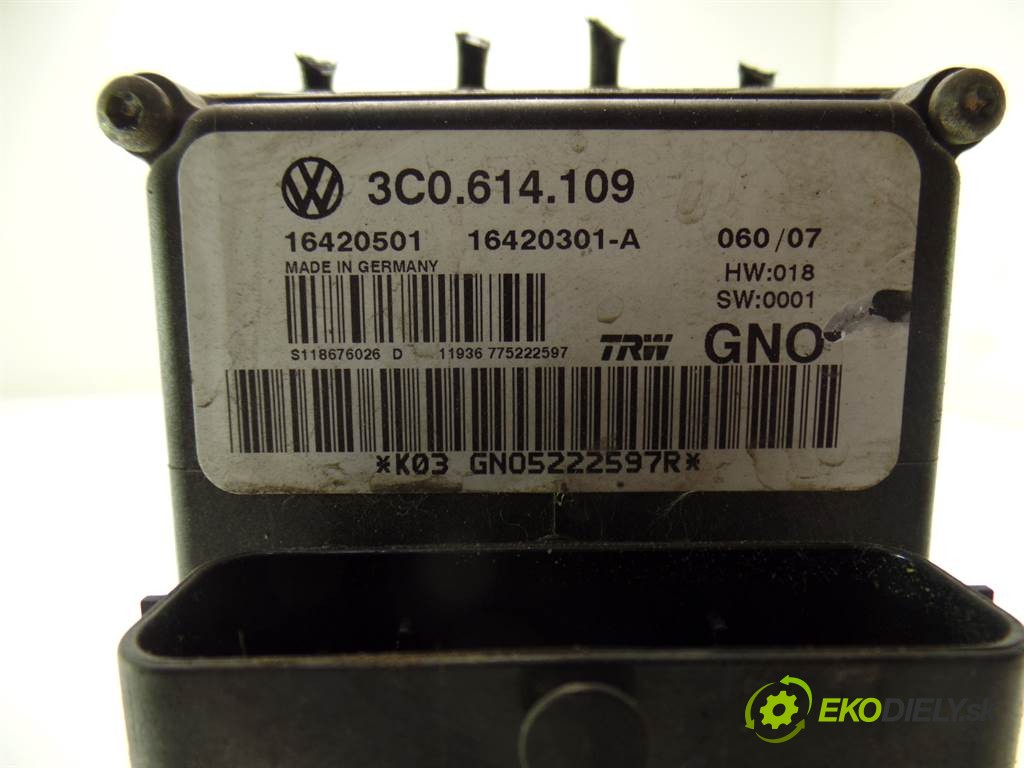 3C0.614.109
16420501 16420301-A 060/07
MADE IN GERMANY HW:018
SW:0001
S118676026 D 11936 775222597 TRW GNO
*K03 GNO5222597R*
EKODIELY.sk